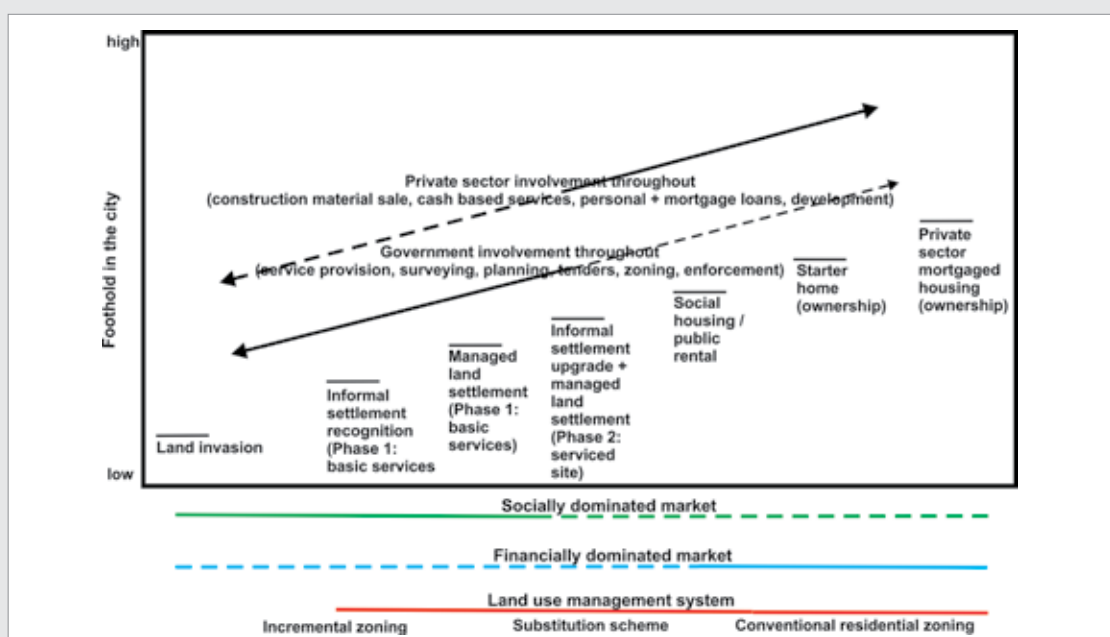 high
Foothold in the city
Private sector involvement throughout
(construction material sale, cash based services, personal + mortgage loans, development)
Government involvement throughout
(service provision, surveying, planning, tenders, zoning, enforcement)
Private
sector
mortgaged
housing
(ownership)
Starter
home
(ownership)
Social
housing /
public
rental
Informal
settlement
upgrade +
managed
land
settlement
(Phase 2:
serviced
site)
Managed
land
settlement
(Phase 1:
basic
services)
Informal
settlement
recognition
(Phase 1:
basic services
Land invasion
low
Socially dominated market
Financially dominated market
Land use management system
Incremental zoning
Substitution scheme
Conventional residential zoning